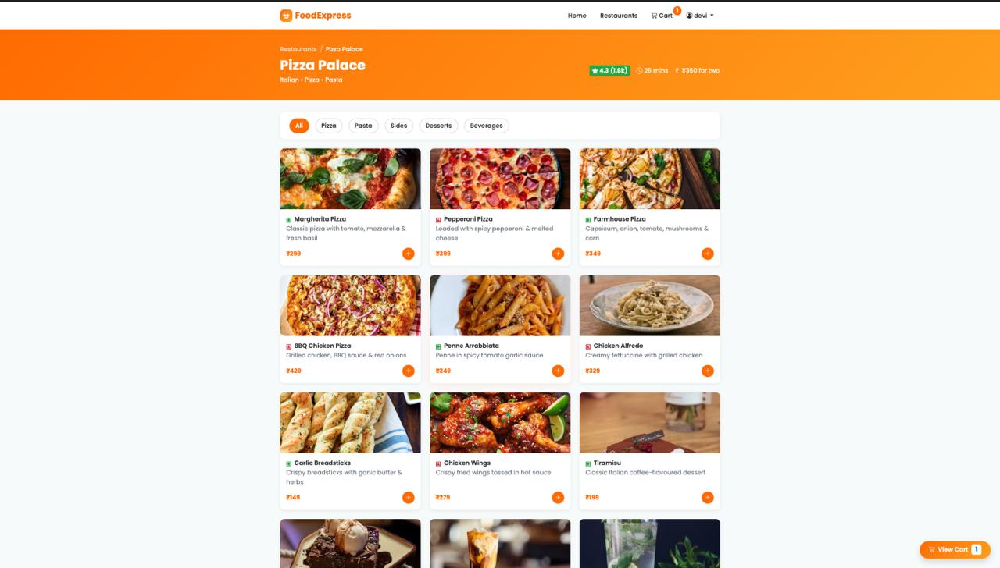 FoodExpress
Home
Restaurants
Cart
1
devi
Restaurants / Pizza Palace
Pizza Palace
Italian • Pizza • Pasta
4.3 (1.8k)
25 mins
₹ ₹350 for two
All
Pizza
Pasta
Sides
Desserts
Beverages
Margherita Pizza
Classic pizza with tomato, mozzarella &
fresh basil
₹299
+
Pepperoni Pizza
Loaded with spicy pepperoni & melted
cheese
₹399
+
Farmhouse Pizza
Capsicum, onion, tomato, mushrooms &
corn
₹349
+
BBQ Chicken Pizza
Grilled chicken, BBQ sauce & red onions
₹429
+
Penne Arrabbiata
Penne in spicy tomato garlic sauce
₹249
+
Chicken Alfredo
Creamy fettuccine with grilled chicken
₹329
+
Garlic Breadsticks
Crispy breadsticks with garlic butter &
herbs
₹149
+
Chicken Wings
Crispy fried wings tossed in hot sauce
₹279
+
Tiramisu
Classic Italian coffee-flavoured dessert
₹199
+
View Cart 1